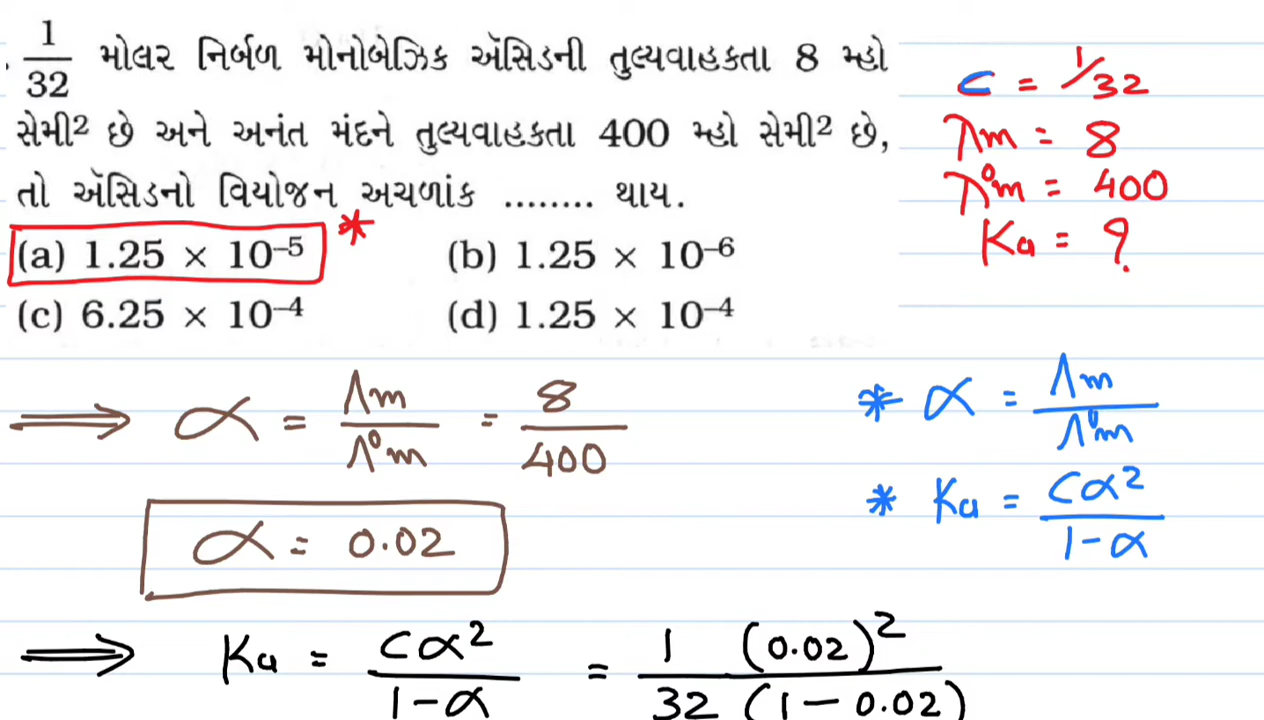 1/32 મોલર નિર્બળ મોનોબેઝિક ઍસિડની તુલ્યવાહકતા 8 મ્હો
સેમી² છે અને અનંત મંદને તુલ્યવાહકતા 400 મ્હો સેમી² છે,
તો ઍસિડનો વિયોજન અચળાંક ........ થાય.
(a) 1.25 × 10⁻⁵ *
(b) 1.25 × 10⁻⁶
(c) 6.25 × 10⁻⁴
(d) 1.25 × 10⁻⁴
C = 1/32
Λm = 8
Λ⁰m = 400
Ka = ?
⟹ α = Λm/Λ⁰m = 8/400
α = 0.02
* α = Λm/Λ⁰m
* Ka = Cα²/1-α
⟹ Ka = Cα²/1-α = 1 (0.02)²/32 (1-0.02)